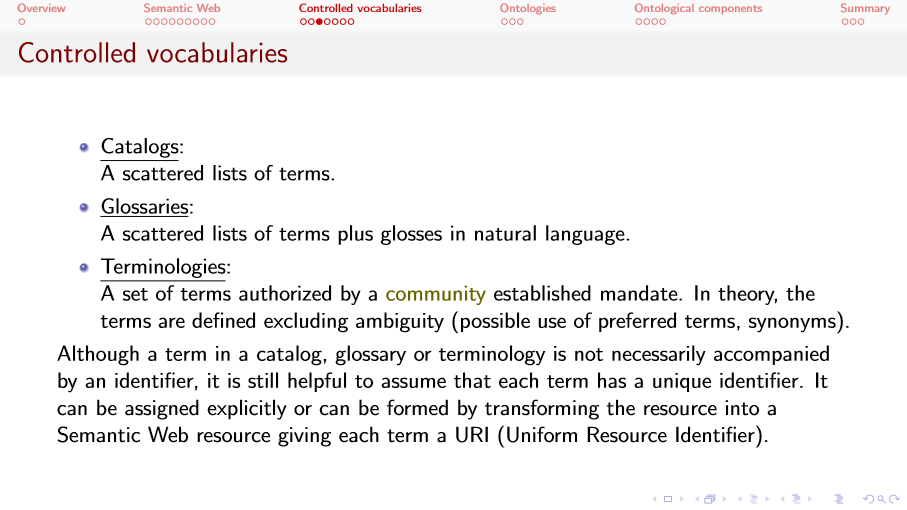 Overview Semantic Web Controlled vocabularies Ontologies Ontological components Summary
Controlled vocabularies
Catalogs:
A scattered lists of terms.
Glossaries:
A scattered lists of terms plus glosses in natural language.
Terminologies:
A set of terms authorized by a community established mandate. In theory, the
terms are defined excluding ambiguity (possible use of preferred terms, synonyms).
Although a term in a catalog, glossary or terminology is not necessarily accompanied
by an identifier, it is still helpful to assume that each term has a unique identifier. It
can be assigned explicitly or can be formed by transforming the resource into a
Semantic Web resource giving each term a URI (Uniform Resource Identifier).